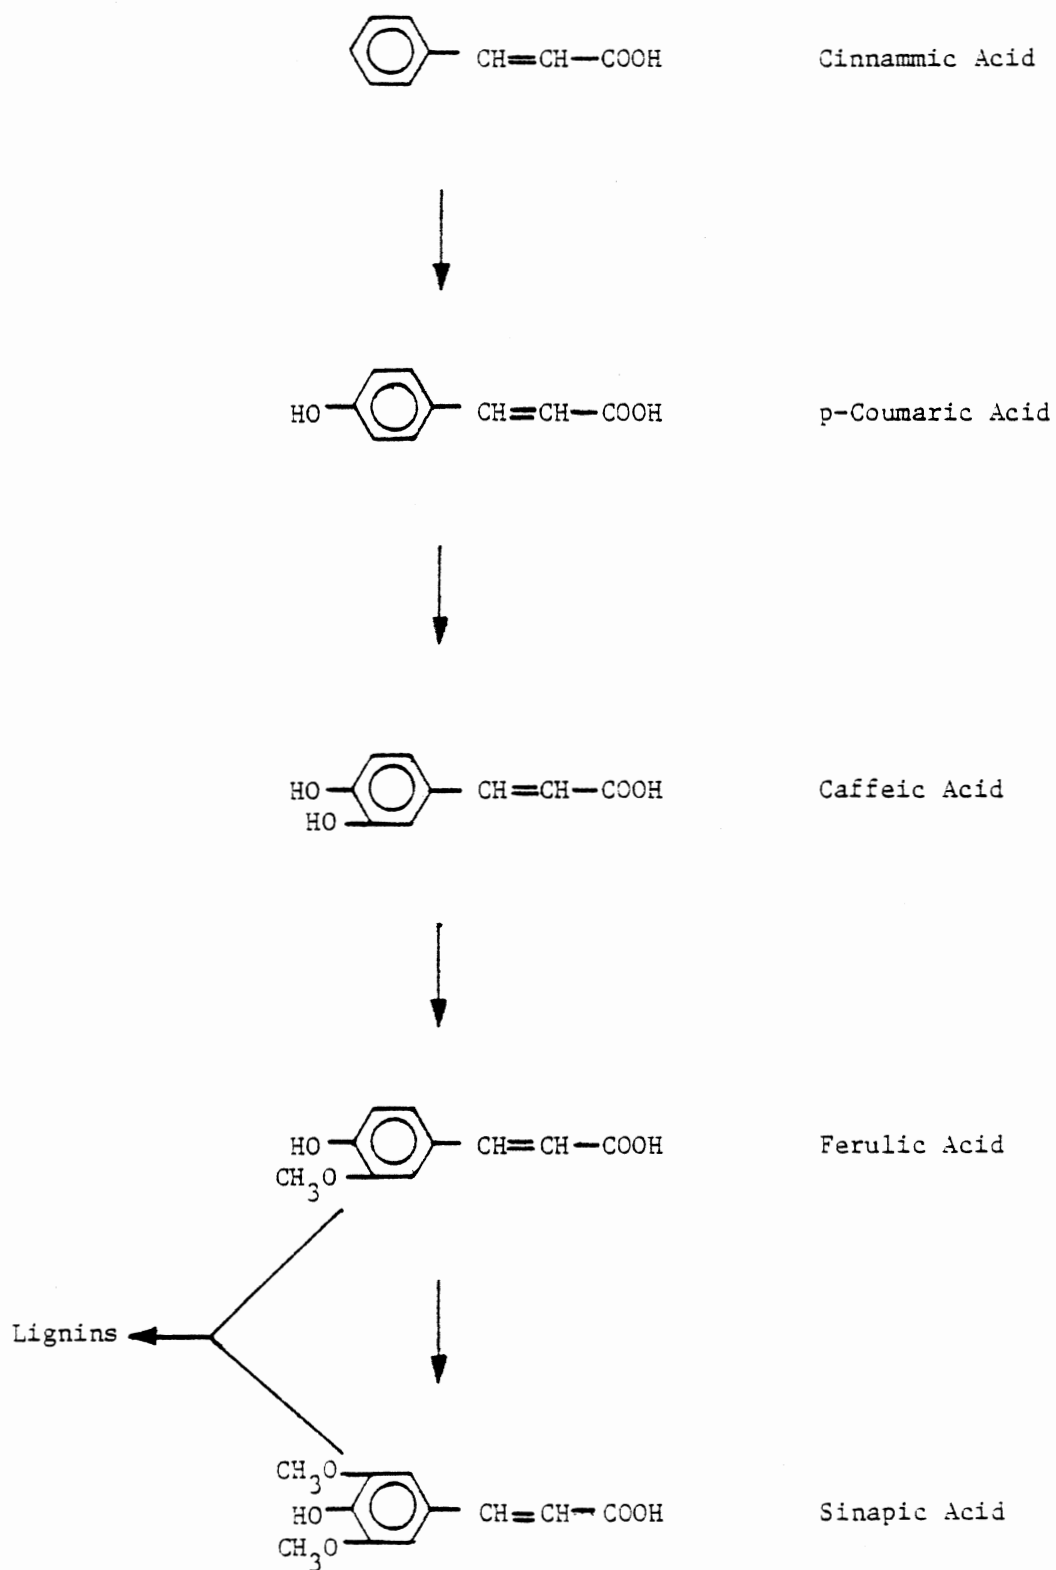 CH=CH-COOH Cinnammic Acid
HO CH=CH-COOH p-Coumaric Acid
HO CH=CH-COOH Caffeic Acid
HO
HO CH=CH-COOH Ferulic Acid
CH3O
Lignins
CH3O
HO CH=CH-COOH Sinapic Acid
CH3O